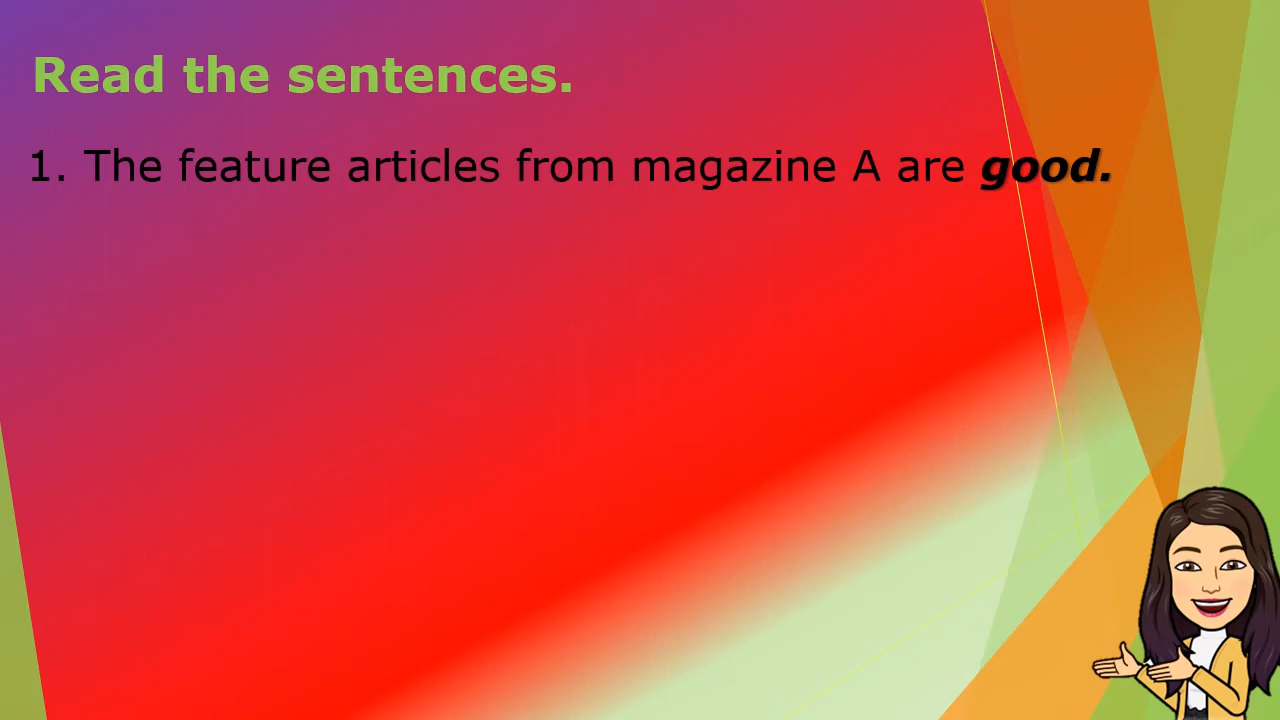 Read the sentences.
1. The feature articles from magazine A are good.